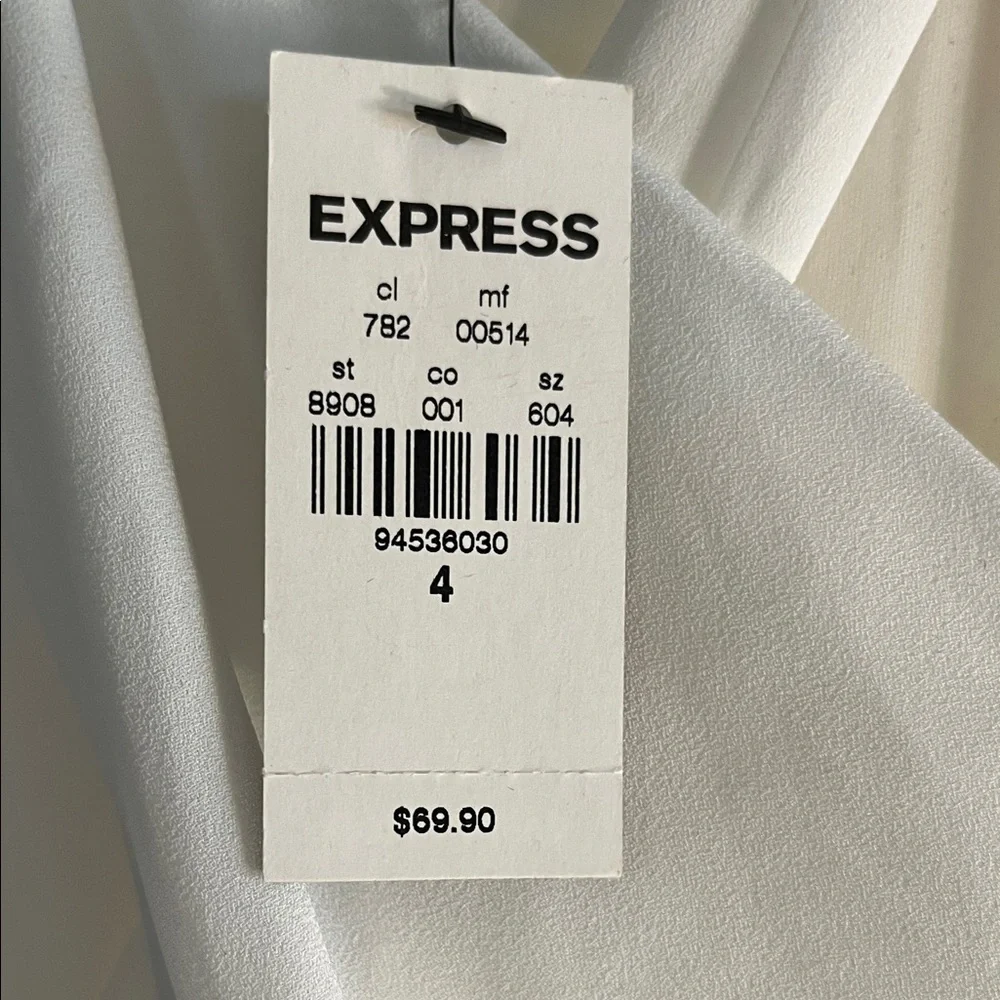 EXPRESS
cl mf
782 00514
st co sz
8908 001 604
94536030
4
$69.90